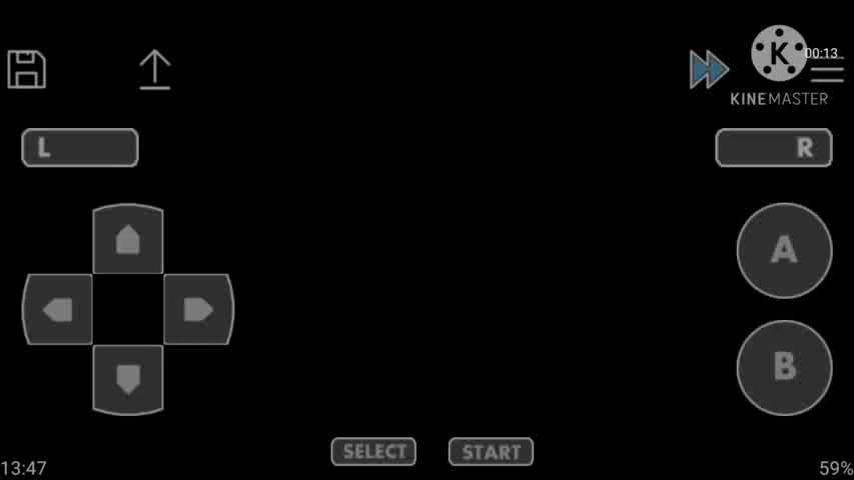 K
00:13
KINEMASTER
L
R
A
B
SELECT
START
13:47
59%